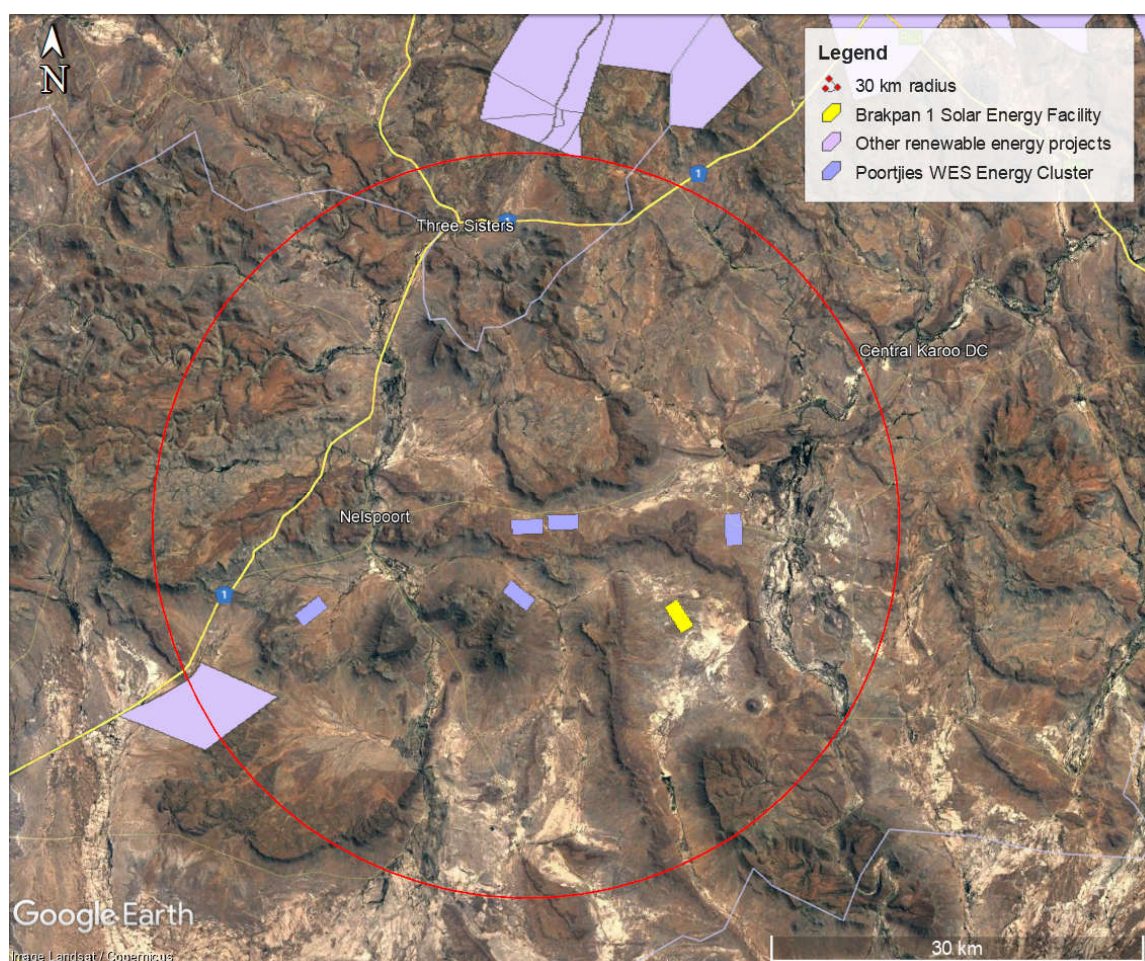 N
Legend
30 km radius
Brakpan 1 Solar Energy Facility
Other renewable energy projects
Poortjies WES Energy Cluster
1
1
Three Sisters
Central Karoo DC
Nelspoort
1
Google Earth
30 km
Image Landsat / Copernicus